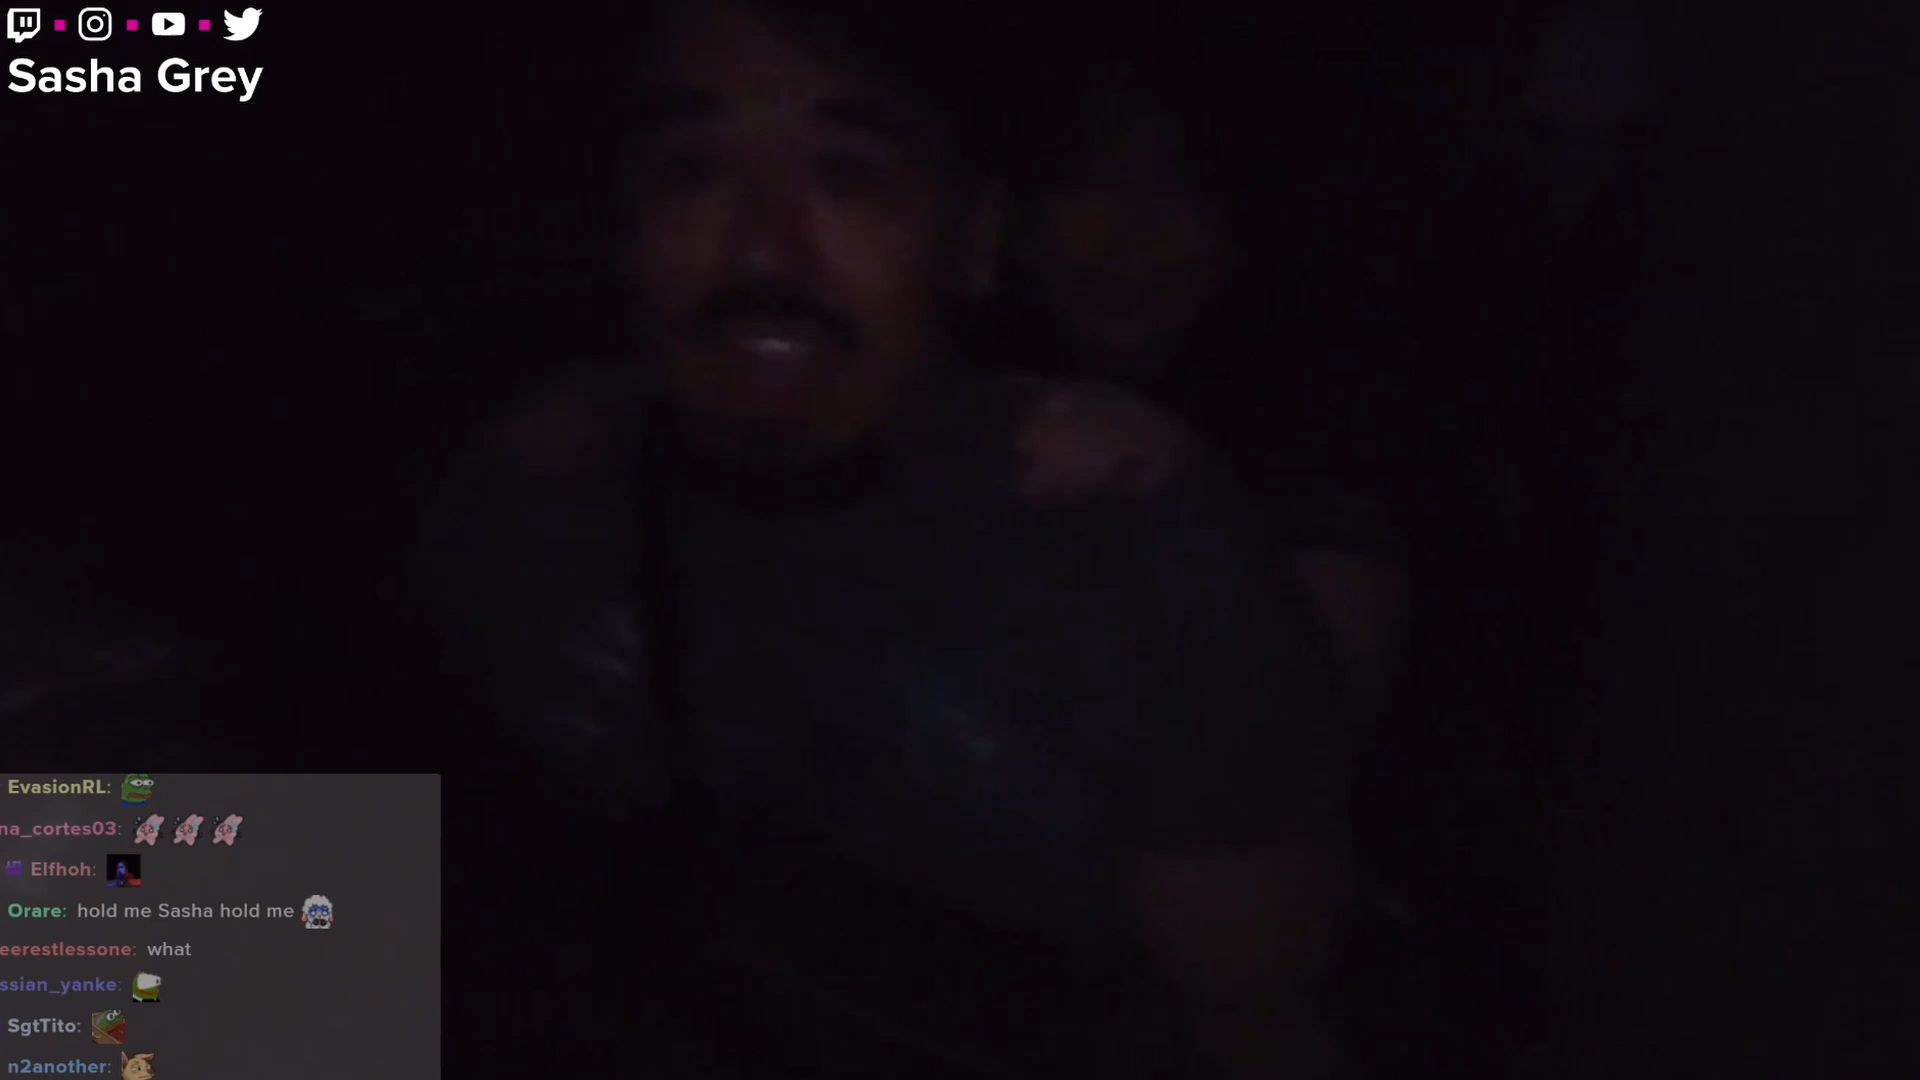 Sasha Grey
EvasionRL:
na_cortes03:
Elfhoh:
Orare: hold me Sasha hold me
eerestlessone: what
ssian_yanke:
SgtTito:
n2another: